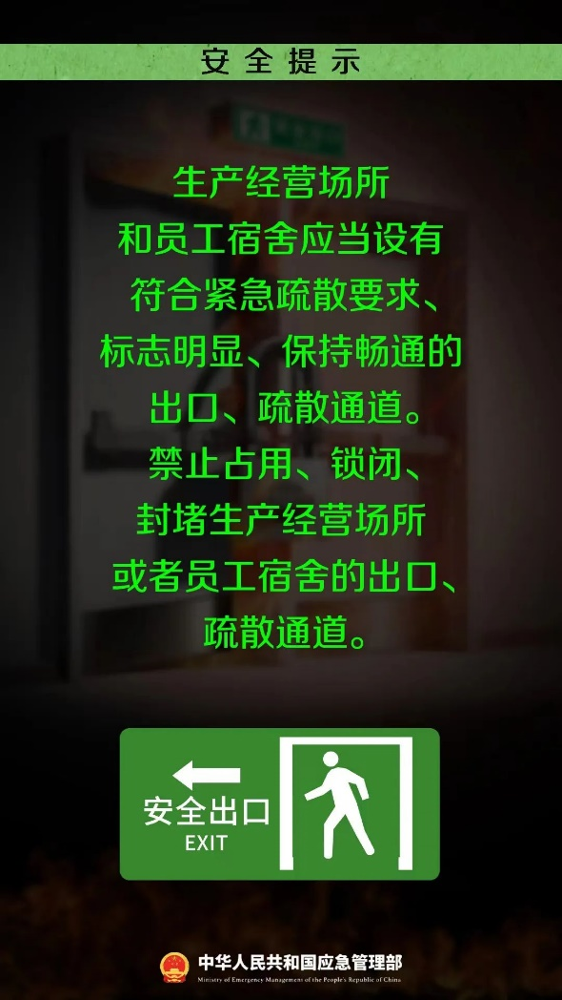 安全提示
生产经营场所
和员工宿舍应当设有
符合紧急疏散要求、
标志明显、保持畅通的
出口、疏散通道。
禁止占用、锁闭、
封堵生产经营场所
或者员工宿舍的出口、
疏散通道。
安全出口
EXIT
中华人民共和国应急管理部
Ministry of Emergency Management of the People's Republic of China